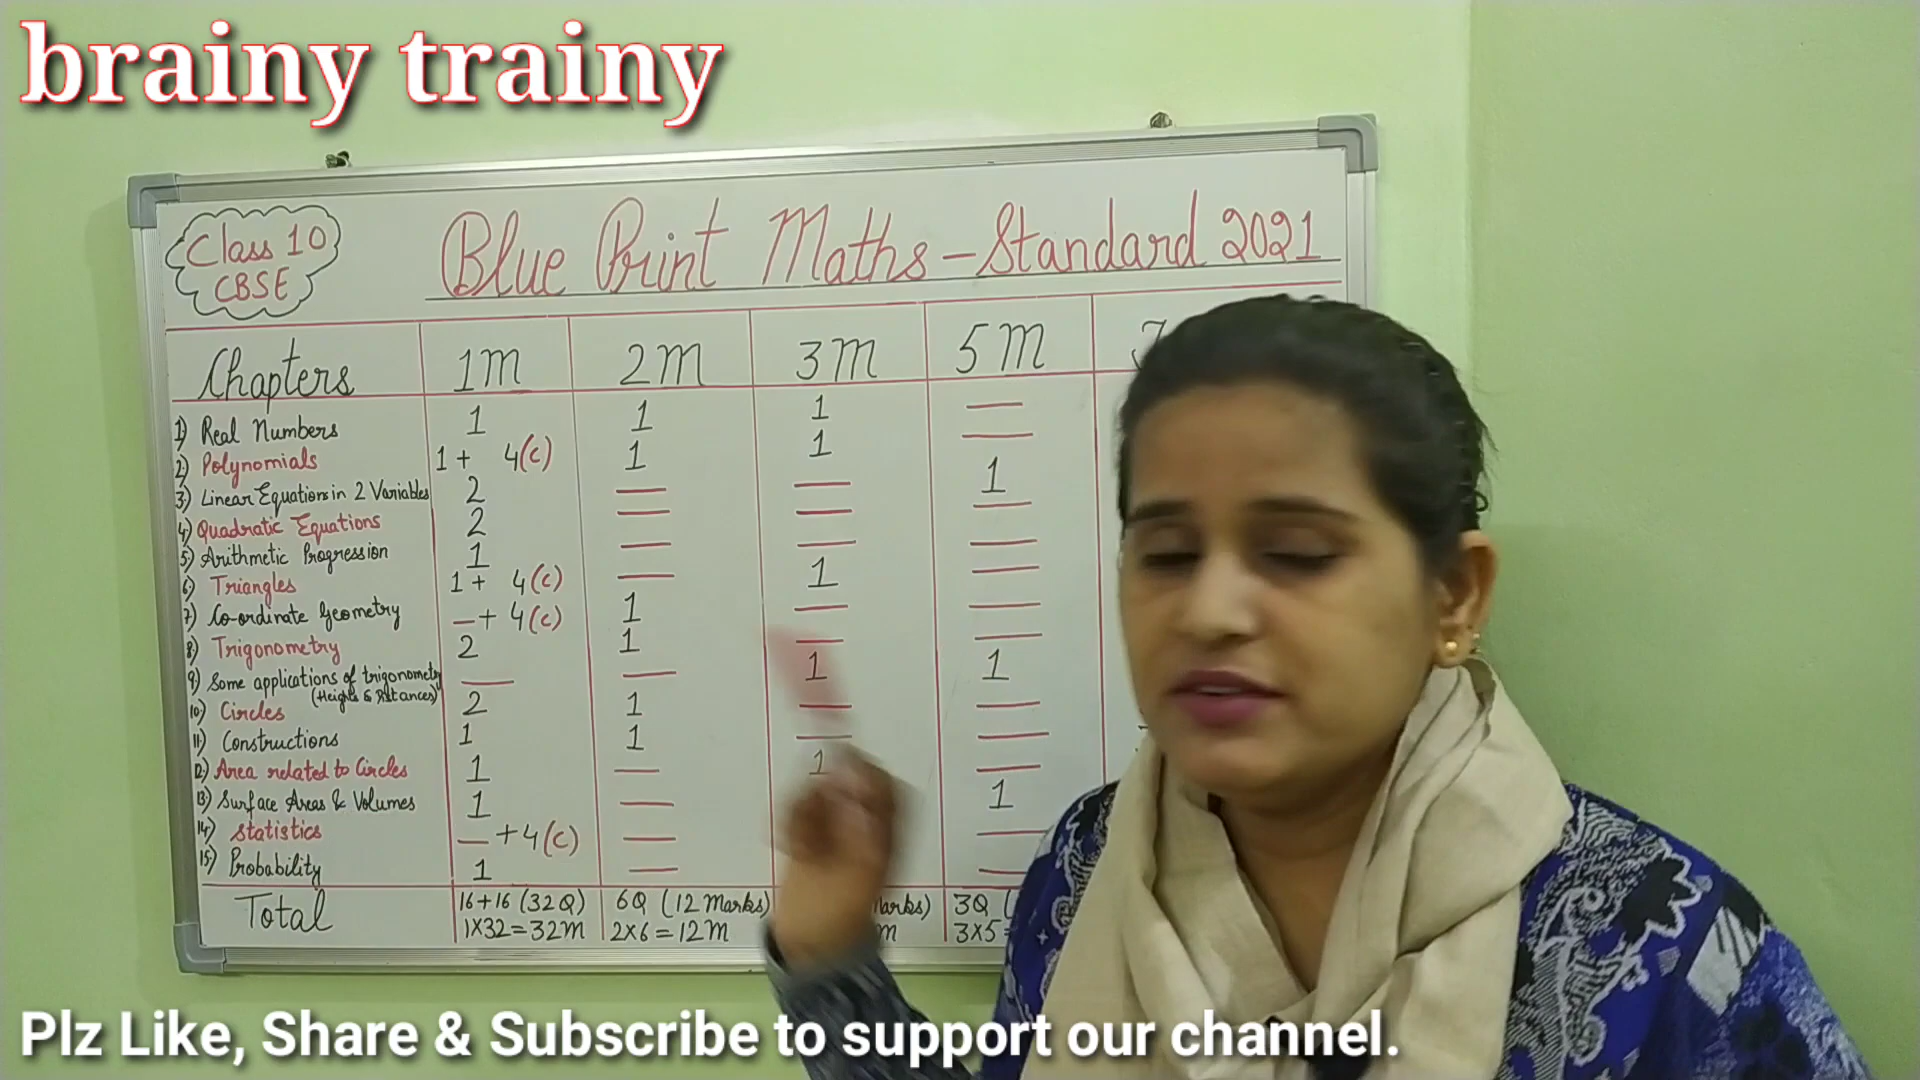 brainy trainy
Class 10
CBSE
Blue Print Maths-Standard 2021
Chapters 1M 2M 3M 5M
1) Real Numbers 1 1 1 —
2) Polynomials 1+ 4(c) 1 1 —
3) Linear Equations in 2 Variables 2 — — 1
4) Quadratic Equations 2 — — —
5) Arithmetic Progression 1 — — —
6) Triangles 1+ 4(c) — 1 —
7) Co-ordinate Geometry —+ 4(c) 1 — —
8) Trigonometry 2 1 — —
9) Some applications of trigonometry — — 1 1
(Heights & Distances)
10) Circles 2 1 — —
11) Constructions 1 1 — —
12) Area related to Circles 1 — 1 —
13) Surface Areas & Volumes 1 — 1
14) Statistics —+4(c) — —
15) Probability 1 — —
Total 16+16 (32Q) 6Q (12 Marks) Marks) 3Q
1X32=32M 2X6=12M M 3X5=
Plz Like, Share & Subscribe to support our channel.